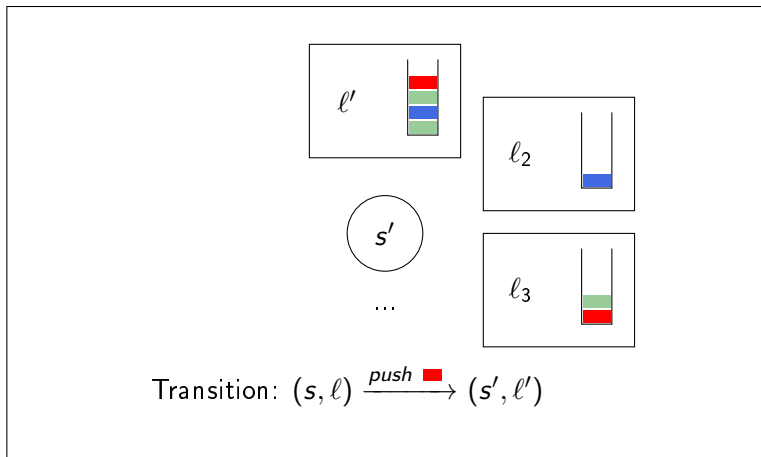 ℓ′
ℓ₂
s′
ℓ₃
...
Transition: (s, ℓ) push → (s′, ℓ′)